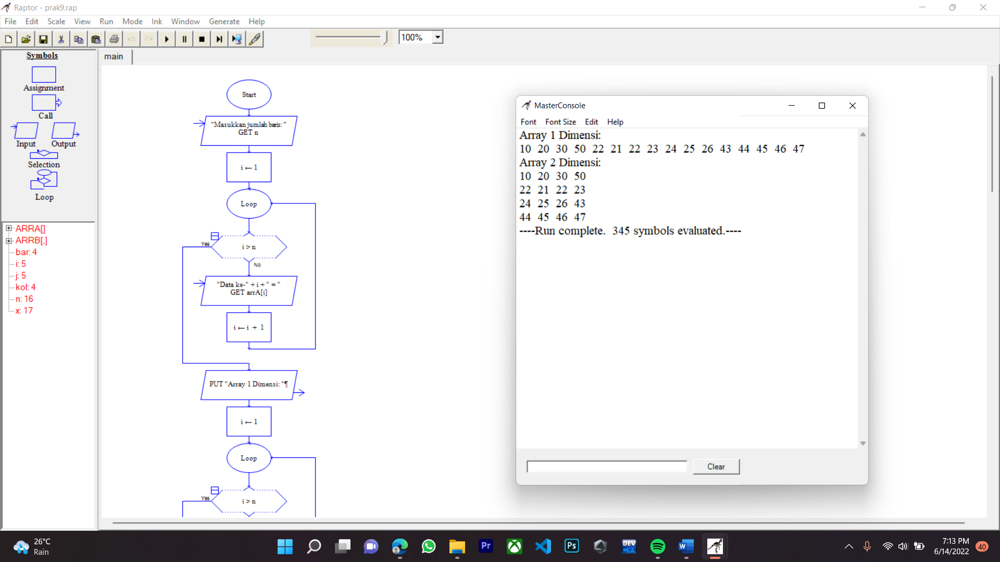 Raptor - prak9.rap
File Edit Scale View Run Mode Ink Window Generate Help
100%
Symbols
Assignment
Call
Input Output
Selection
Loop
ARRA[]
ARRB[,]
bar: 4
i: 5
j: 5
kol: 4
n: 16
x: 17
main
Start
"Masukkan jumlah baris: "
GET n
i ← 1
Loop
Yes
i > n
No
"Data ke-" + i + " = "
GET arrA[i]
i ← i + 1
PUT "Array 1 Dimensi: "¶
i ← 1
Loop
Yes
i > n
MasterConsole
Font Font Size Edit Help
Array 1 Dimensi:
10 20 30 50 22 21 22 23 24 25 26 43 44 45 46 47
Array 2 Dimensi:
10 20 30 50
22 21 22 23
24 25 26 43
44 45 46 47
----Run complete. 345 symbols evaluated.----
Clear
26°C
Rain
Pr
Ps
DEV
C++
W
7:13 PM
6/14/2022
40